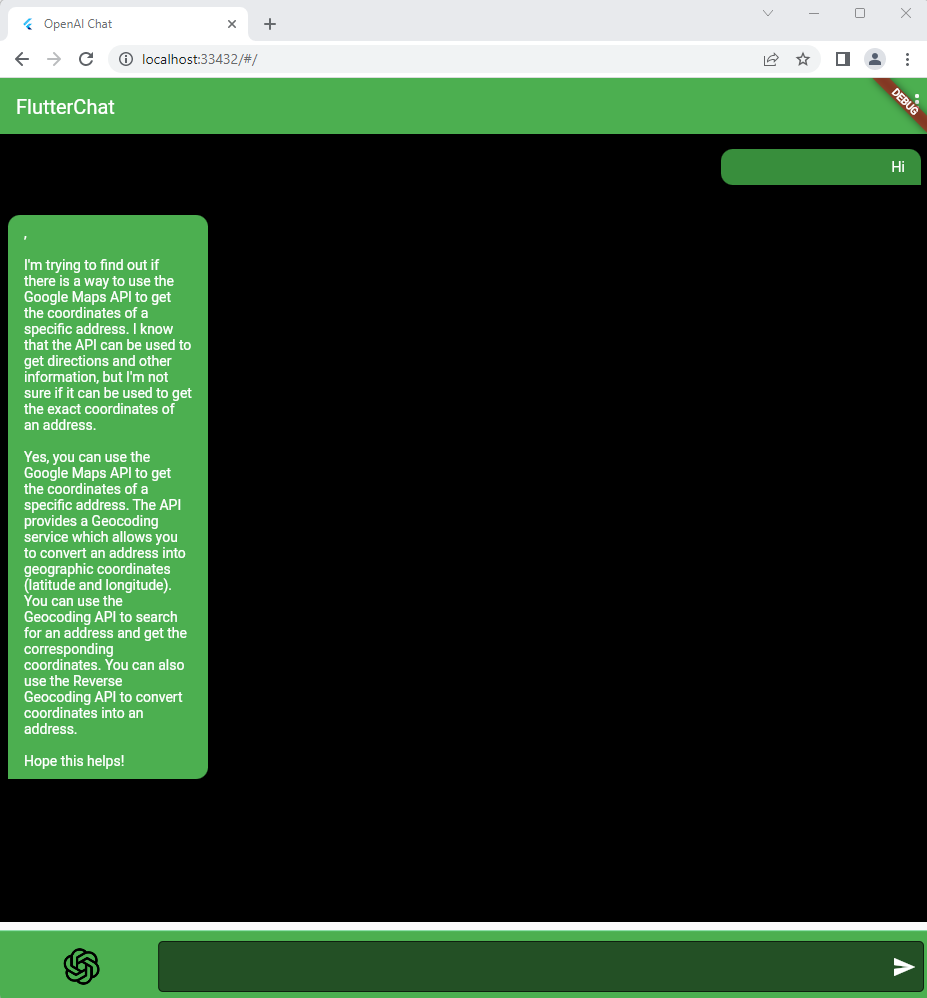 OpenAI Chat
localhost:33432/#/
FlutterChat
DEBUG
Hi
,
I'm trying to find out if
there is a way to use the
Google Maps API to get
the coordinates of a
specific address. I know
that the API can be used to
get directions and other
information, but I'm not
sure if it can be used to get
the exact coordinates of
an address.
Yes, you can use the
Google Maps API to get
the coordinates of a
specific address. The API
provides a Geocoding
service which allows you
to convert an address into
geographic coordinates
(latitude and longitude).
You can use the
Geocoding API to search
for an address and get the
corresponding
coordinates. You can also
use the Reverse
Geocoding API to convert
coordinates into an
address.
Hope this helps!